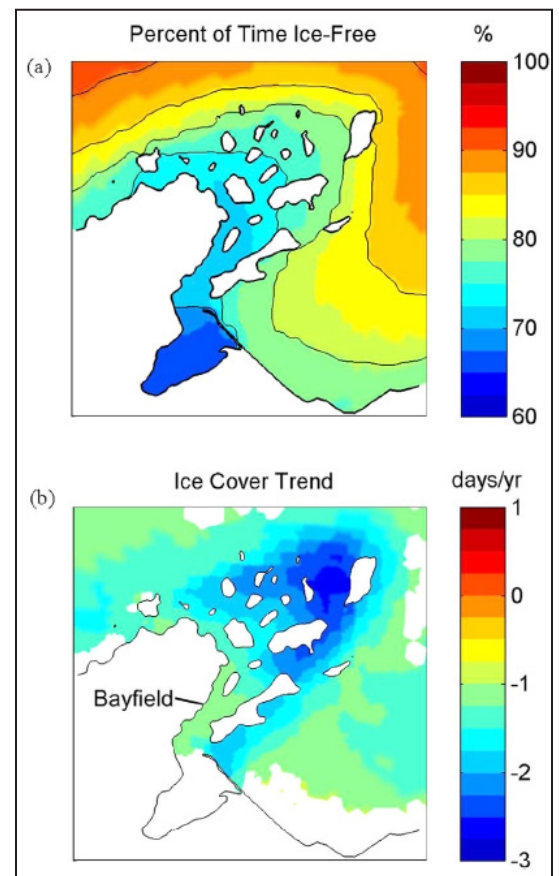 Percent of Time Ice-Free
%
(a)
100
90
80
70
60
Ice Cover Trend
days/yr
(b)
1
0
-1
-2
-3
Bayfield